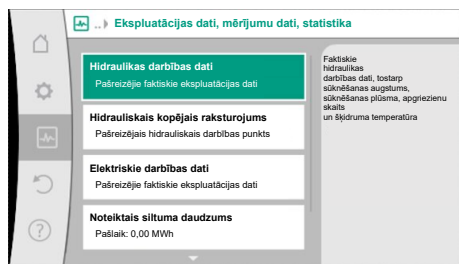 ..▸ Ekspluatācijas dati, mērījumu dati, statistika
Hidraulikas darbības dati
Pašreizējie faktiskie ekspluatācijas dati
Hidrauliskais kopējais raksturojums
Pašreizējais hidrauliskais darbības punkts
Elektriskie darbības dati
Pašreizējie faktiskie ekspluatācijas dati
Noteiktais siltuma daudzums
Pašlaik: 0,00 MWh
Faktiskie
hidraulikas
darbības dati, tostarp
sūknēšanas augstums,
sūknēšanas plūsma, apgriezienu
skaits
un šķidruma temperatūra